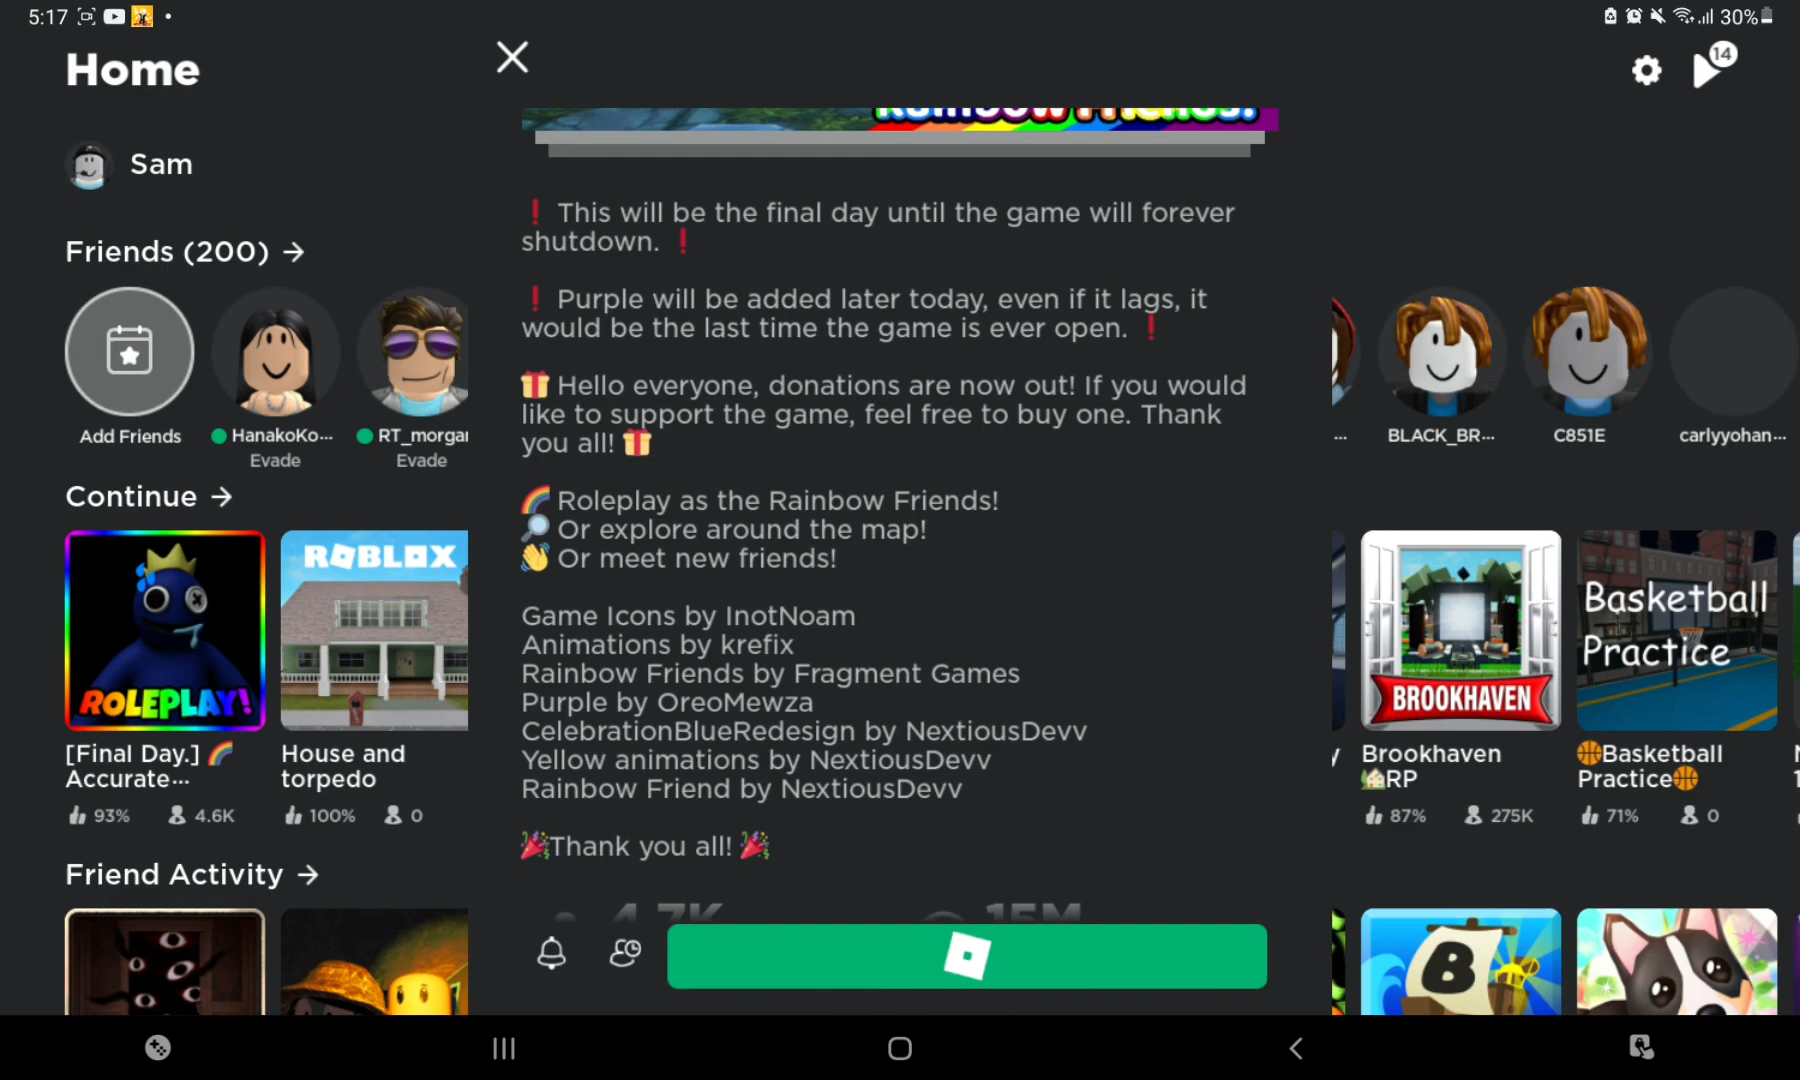 5:17
30%
Home
14
Sam
Rainbow Friends!
Friends (200) →
❗ This will be the final day until the game will forever
shutdown. ❗
❗ Purple will be added later today, even if it lags, it
would be the last time the game is ever open. ❗
🎁 Hello everyone, donations are now out! If you would
like to support the game, feel free to buy one. Thank
you all! 🎁
🌈 Roleplay as the Rainbow Friends!
🔎 Or explore around the map!
👋 Or meet new friends!
Game Icons by InotNoam
Animations by krefix
Rainbow Friends by Fragment Games
Purple by OreoMewza
CelebrationBlueRedesign by NextiousDevv
Yellow animations by NextiousDevv
Rainbow Friend by NextiousDevv
🎉Thank you all! 🎉
4.7K
15M
Add Friends
HanakoKo...
Evade
RT_morgan
Evade
...
BLACK_BR...
C851E
carlyyohan...
Continue →
ROLEPLAY!
ROBLOX
BROOKHAVEN
Basketball
Practice
[Final Day.] 🌈
Accurate...
93%
4.6K
House and
torpedo
100%
0
y
Brookhaven
🏡RP
87%
275K
🏀Basketball
Practice🏀
71%
0
Friend Activity →
B